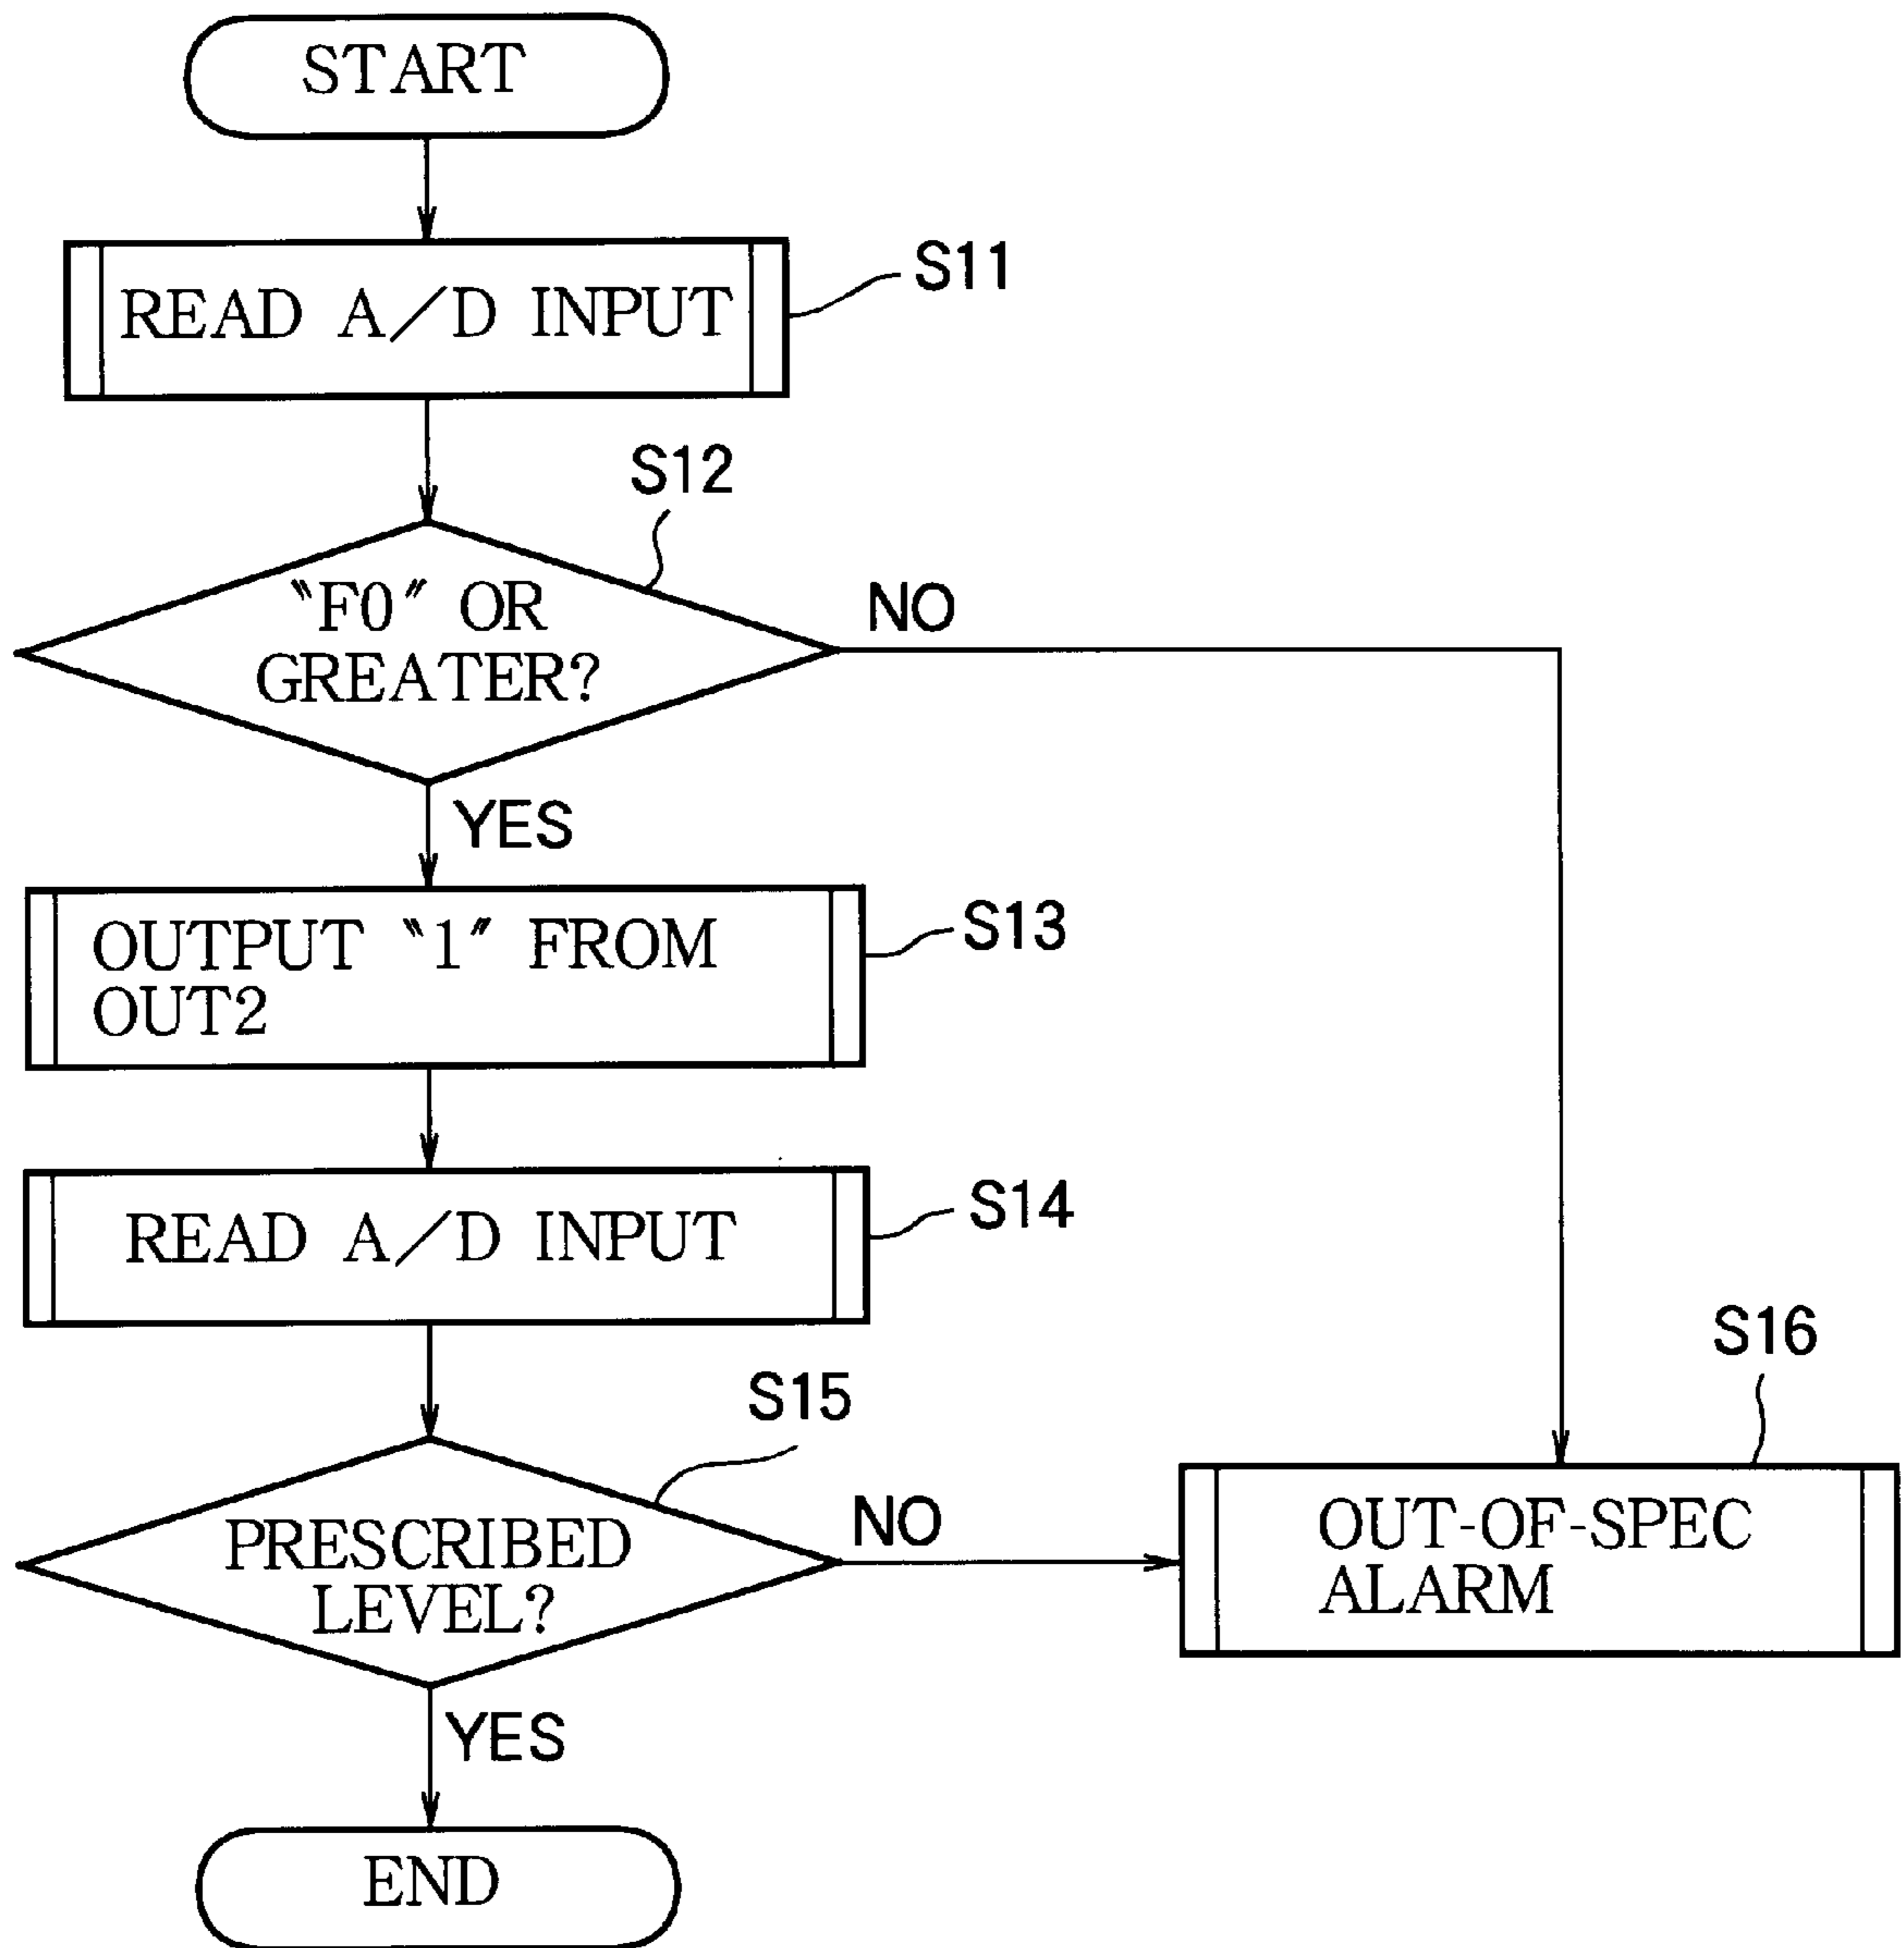 START
READ A/D INPUT
S11
S12
"F0" OR
GREATER?
NO
YES
OUTPUT "1" FROM
OUT2
S13
READ A/D INPUT
S14
S15
PRESCRIBED
LEVEL?
NO
S16
OUT-OF-SPEC
ALARM
YES
END